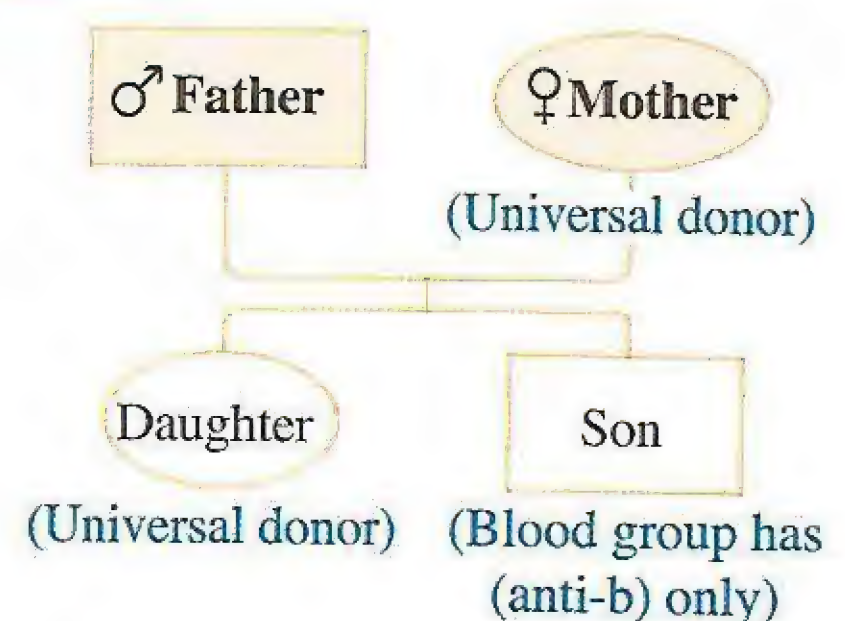 ♂ Father
♀ Mother
(Universal donor)
Daughter
Son
(Universal donor)
(Blood group has
(anti-b) only)